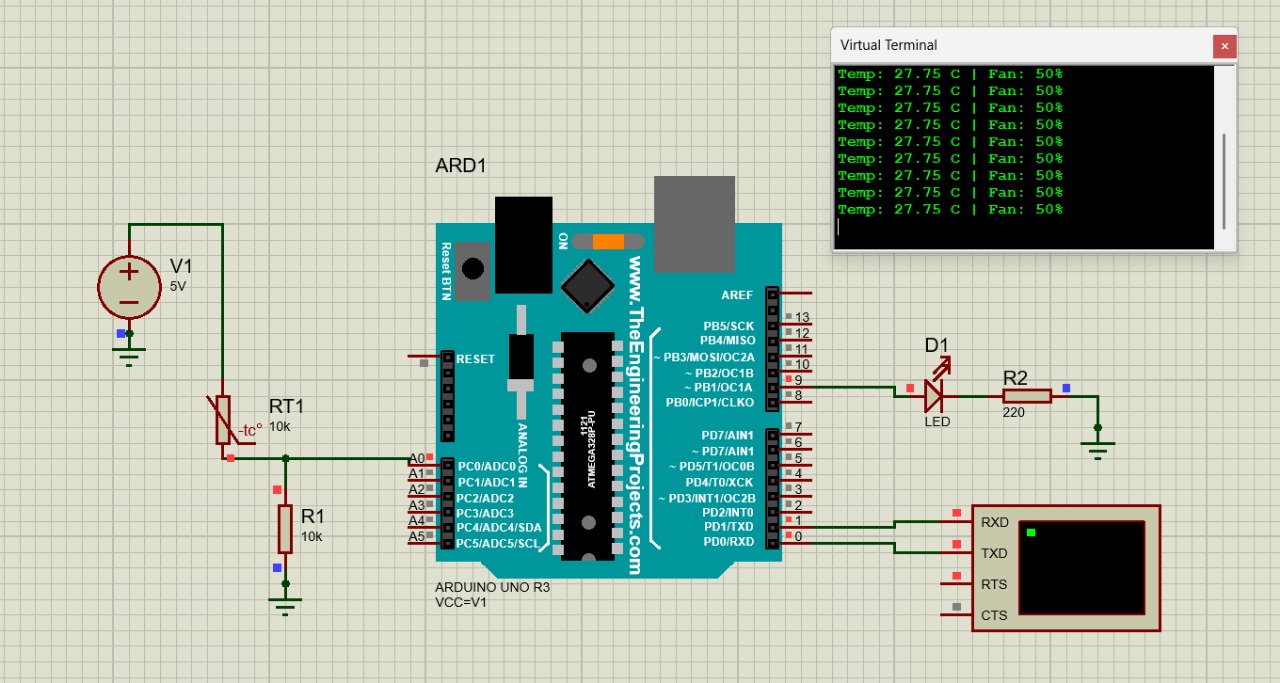 Virtual Terminal
Temp: 27.75 C | Fan: 50%
Temp: 27.75 C | Fan: 50%
Temp: 27.75 C | Fan: 50%
Temp: 27.75 C | Fan: 50%
Temp: 27.75 C | Fan: 50%
Temp: 27.75 C | Fan: 50%
Temp: 27.75 C | Fan: 50%
Temp: 27.75 C | Fan: 50%
Temp: 27.75 C | Fan: 50%
ARD1
V1
5V
RT1
10k
-tc°
R1
10k
Reset BTN
ON
www.TheEngineeringProjects.com
1121
ATMEGA328P-PU
ANALOG IN
RESET
A0 PC0/ADC0
A1 PC1/ADC1
A2 PC2/ADC2
A3 PC3/ADC3
A4 PC4/ADC4/SDA
A5 PC5/ADC5/SCL
AREF
PB5/SCK 13
PB4/MISO 12
~ PB3/MOSI/OC2A 11
~ PB2/OC1B 10
~ PB1/OC1A 9
PB0/ICP1/CLKO 8
PD7/AIN1 7
~ PD7/AIN1 6
~ PD5/T1/OC0B 5
PD4/T0/XCK 4
~ PD3/INT1/OC2B 3
PD2/INT0 2
PD1/TXD 1
PD0/RXD 0
ARDUINO UNO R3
VCC=V1
D1
LED
R2
220
RXD
TXD
RTS
CTS